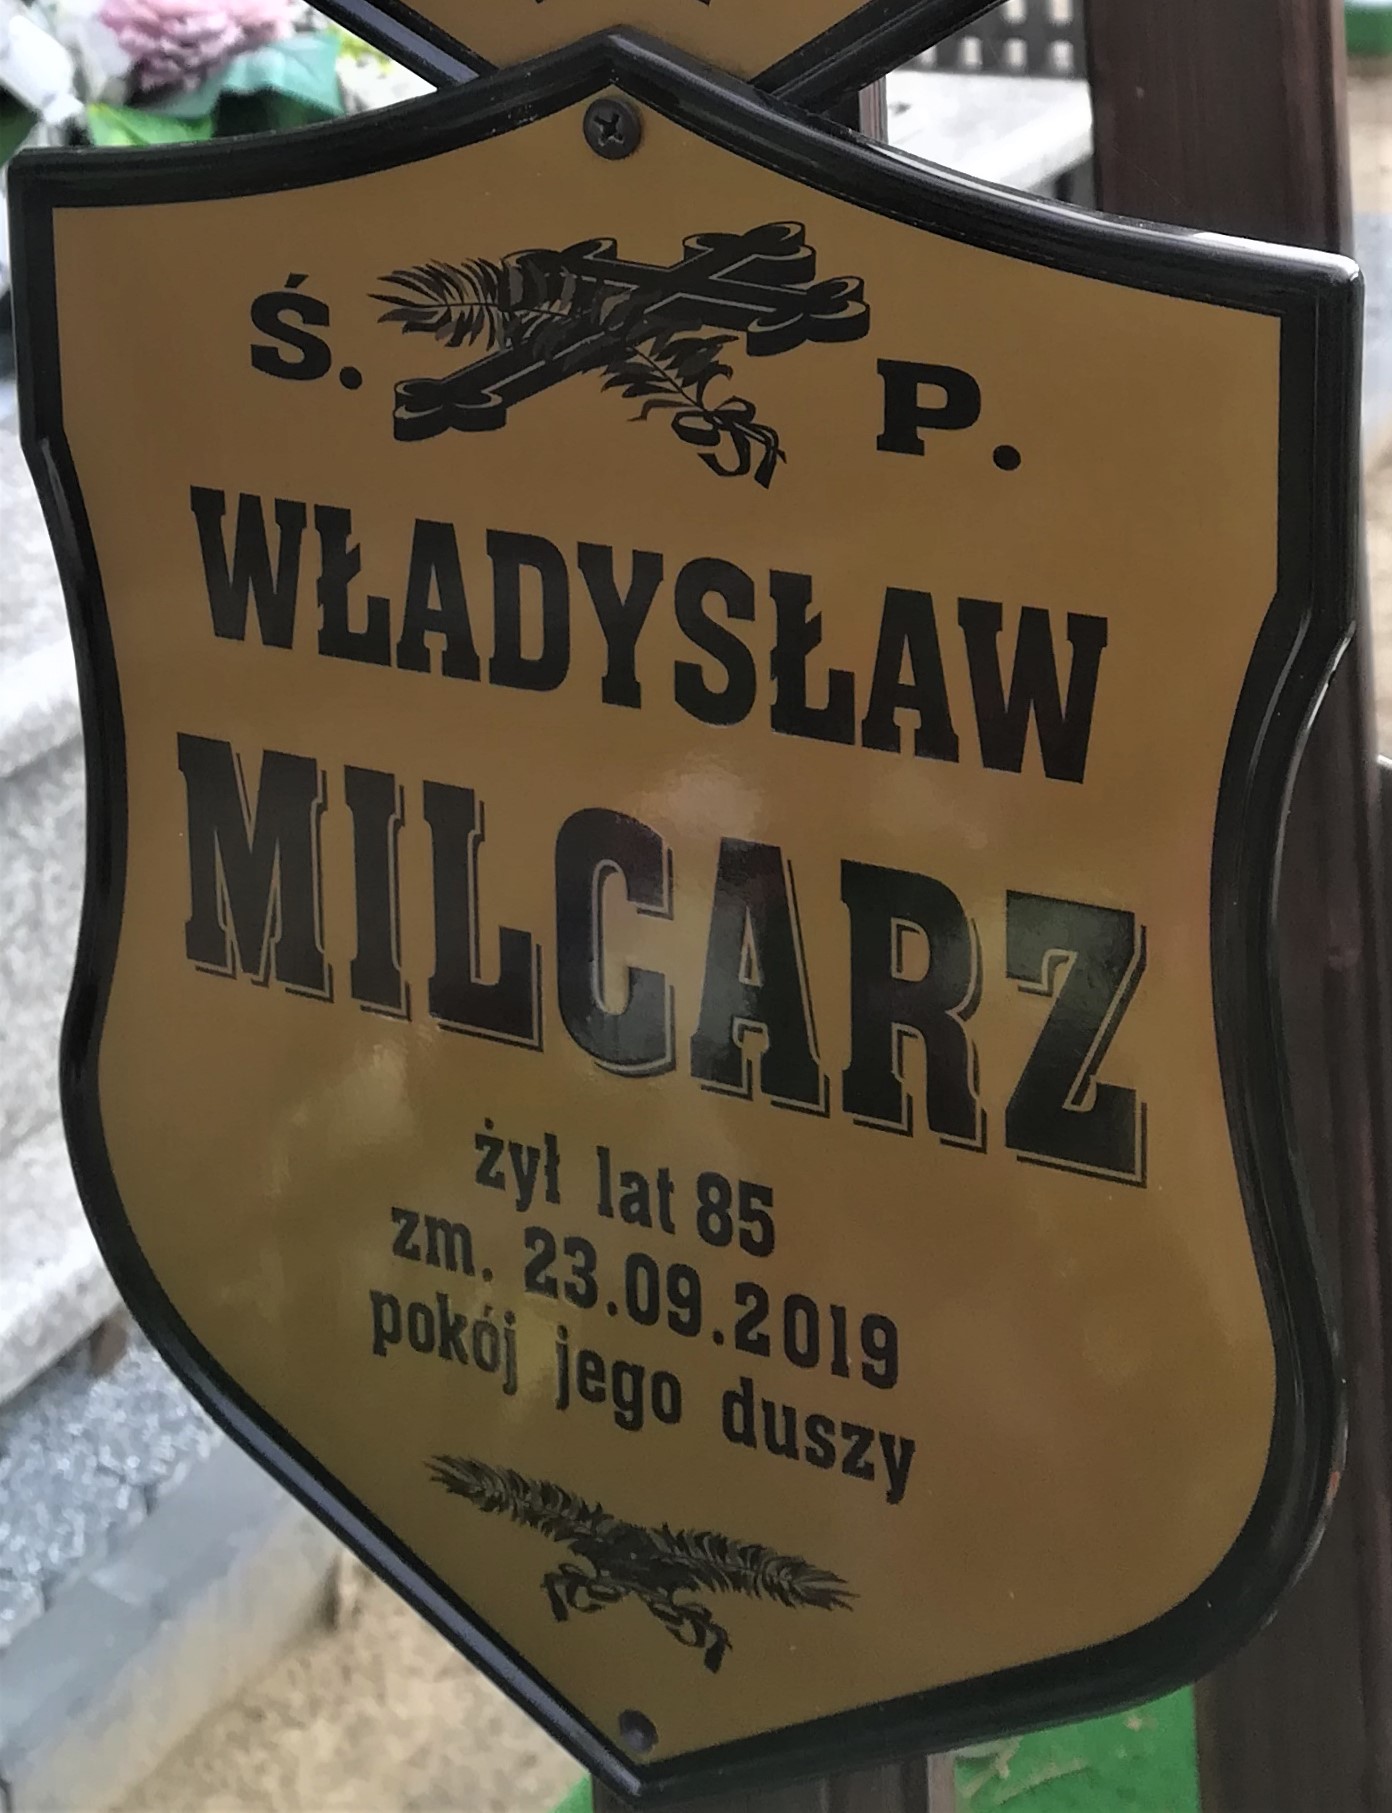 Ś. P.
WŁADYSŁAW
MILCARZ
żył lat 85
zm. 23.09.2019
pokój jego duszy